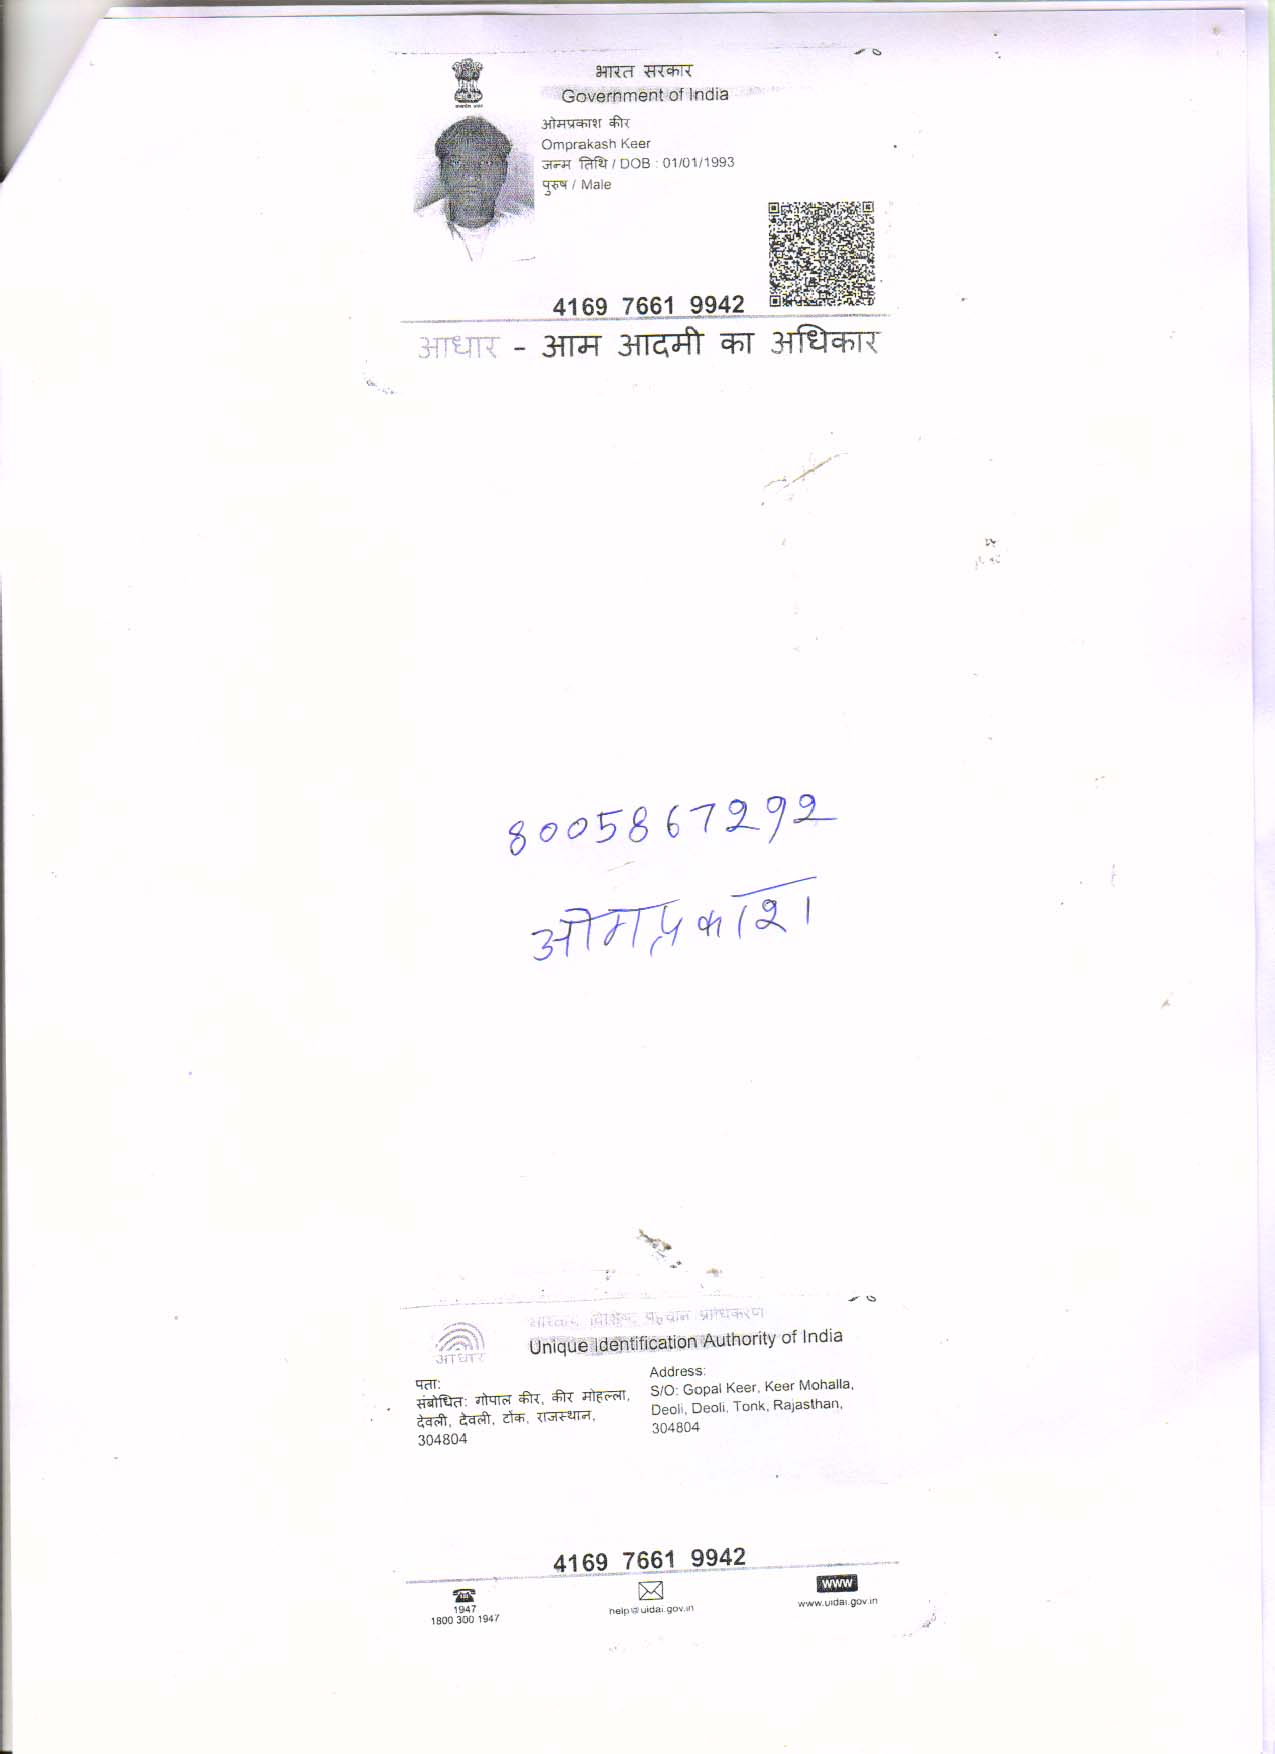 भारत सरकार
Government of India
ओमप्रकाश कीर
Omprakash Keer
जन्म तिथि / DOB : 01/01/1993
पुरुष / Male
4169 7661 9942
आधार - आम आदमी का अधिकार
8005867292
ओमप्रकाश
भारतीय विशिष्ट पहचान प्राधिकरण
Unique Identification Authority of India
आधार
पता:
संबोधित: गोपाल कीर, कीर मोहल्ला,
देवली, देवली, टोंक, राजस्थान,
304804
Address:
S/O: Gopal Keer, Keer Mohalla,
Deoli, Deoli, Tonk, Rajasthan,
304804
4169 7661 9942
1947
1800 300 1947
help@uidai.gov.in
www
www.uidai.gov.in